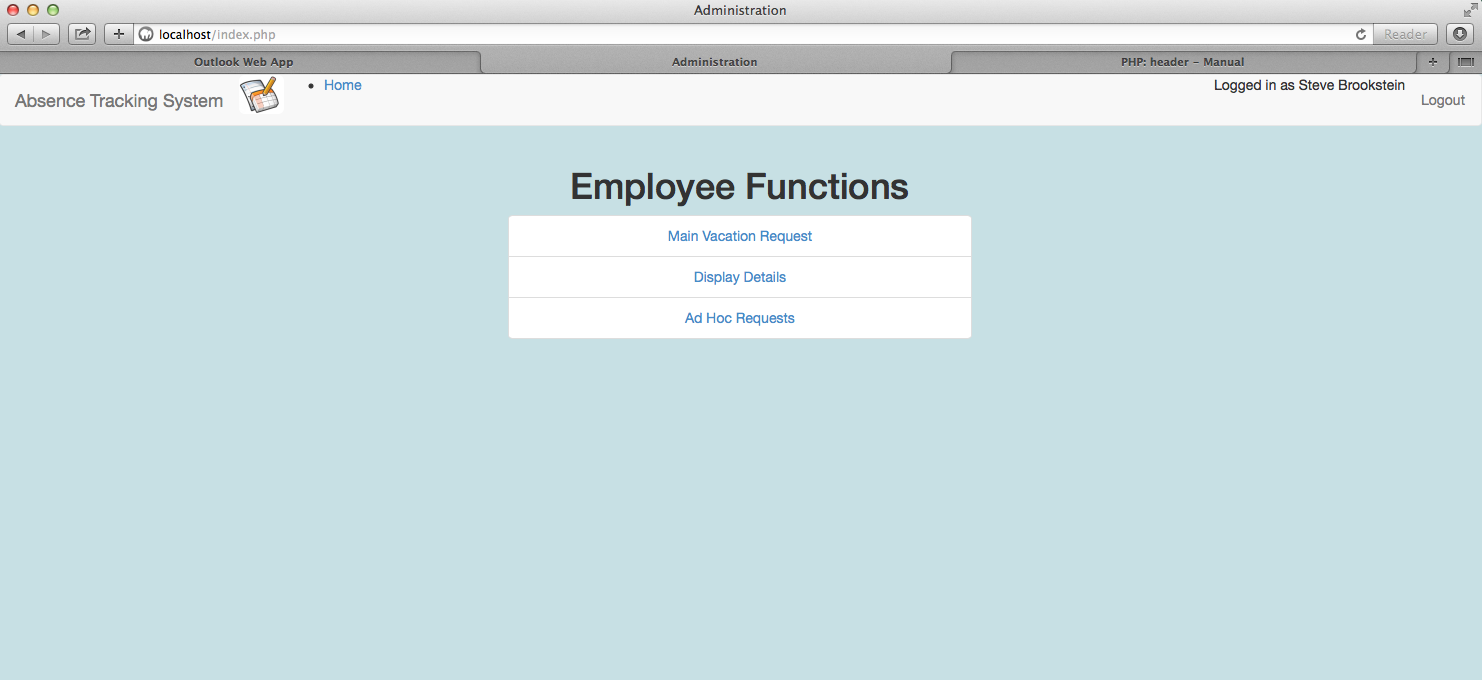 Administration
localhost/index.php
Reader
Outlook Web App
Administration
PHP: header – Manual
Absence Tracking System
Home
Logged in as Steve Brookstein
Logout
Employee Functions
Main Vacation Request
Display Details
Ad Hoc Requests